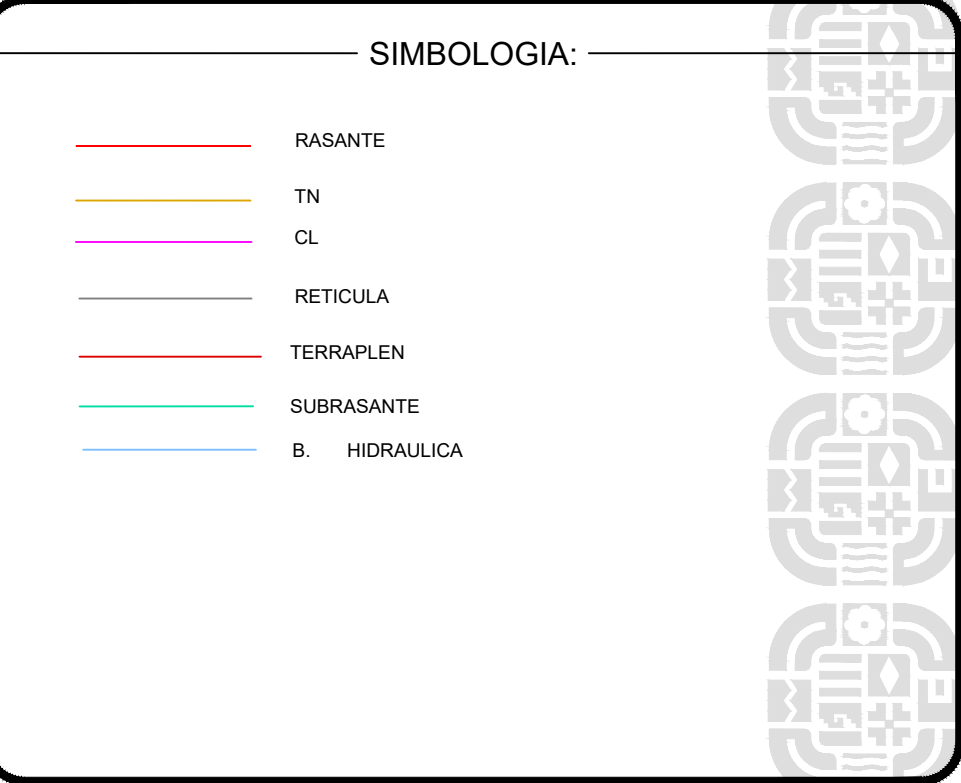 SIMBOLOGIA:
RASANTE
TN
CL
RETICULA
TERRAPLEN
SUBRASANTE
B. HIDRAULICA